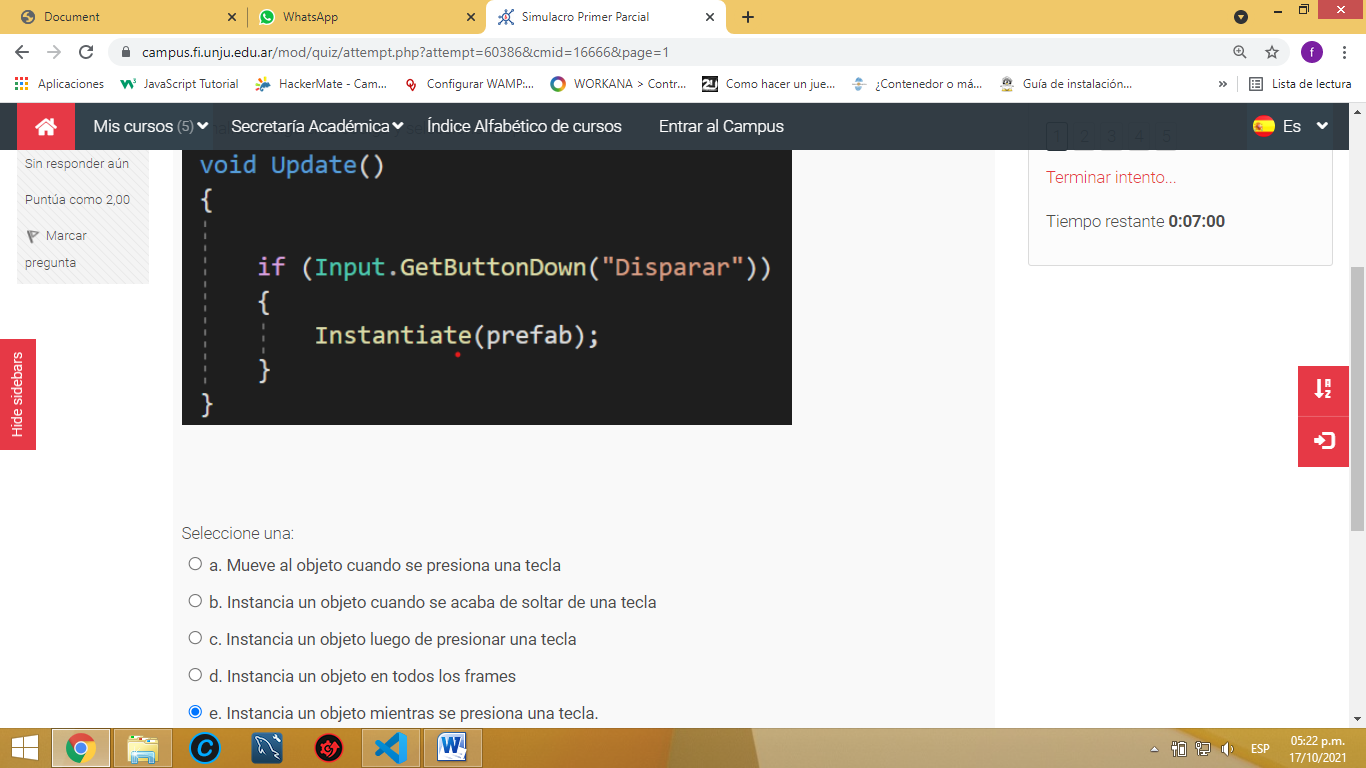 Document
WhatsApp
Simulacro Primer Parcial
campus.fi.unju.edu.ar/mod/quiz/attempt.php?attempt=60386&cmid=16666&page=1
f
Aplicaciones
JavaScript Tutorial
HackerMate - Cam...
Configurar WAMP:...
WORKANA > Contr...
Como hacer un jue...
¿Contenedor o má...
Guía de instalación...
»
Lista de lectura
Mis cursos (5)
Secretaría Académica
Índice Alfabético de cursos
Entrar al Campus
Es
1 2 3 4 5
Sin responder aún
Puntúa como 2,00
Marcar
pregunta
Terminar intento...
Tiempo restante 0:07:00
void Update()
{
if (Input.GetButtonDown("Disparar"))
{
Instantiate(prefab);
}
}
Hide sidebars
Seleccione una:
a. Mueve al objeto cuando se presiona una tecla
b. Instancia un objeto cuando se acaba de soltar de una tecla
c. Instancia un objeto luego de presionar una tecla
d. Instancia un objeto en todos los frames
e. Instancia un objeto mientras se presiona una tecla.
ESP
05:22 p.m.
17/10/2021